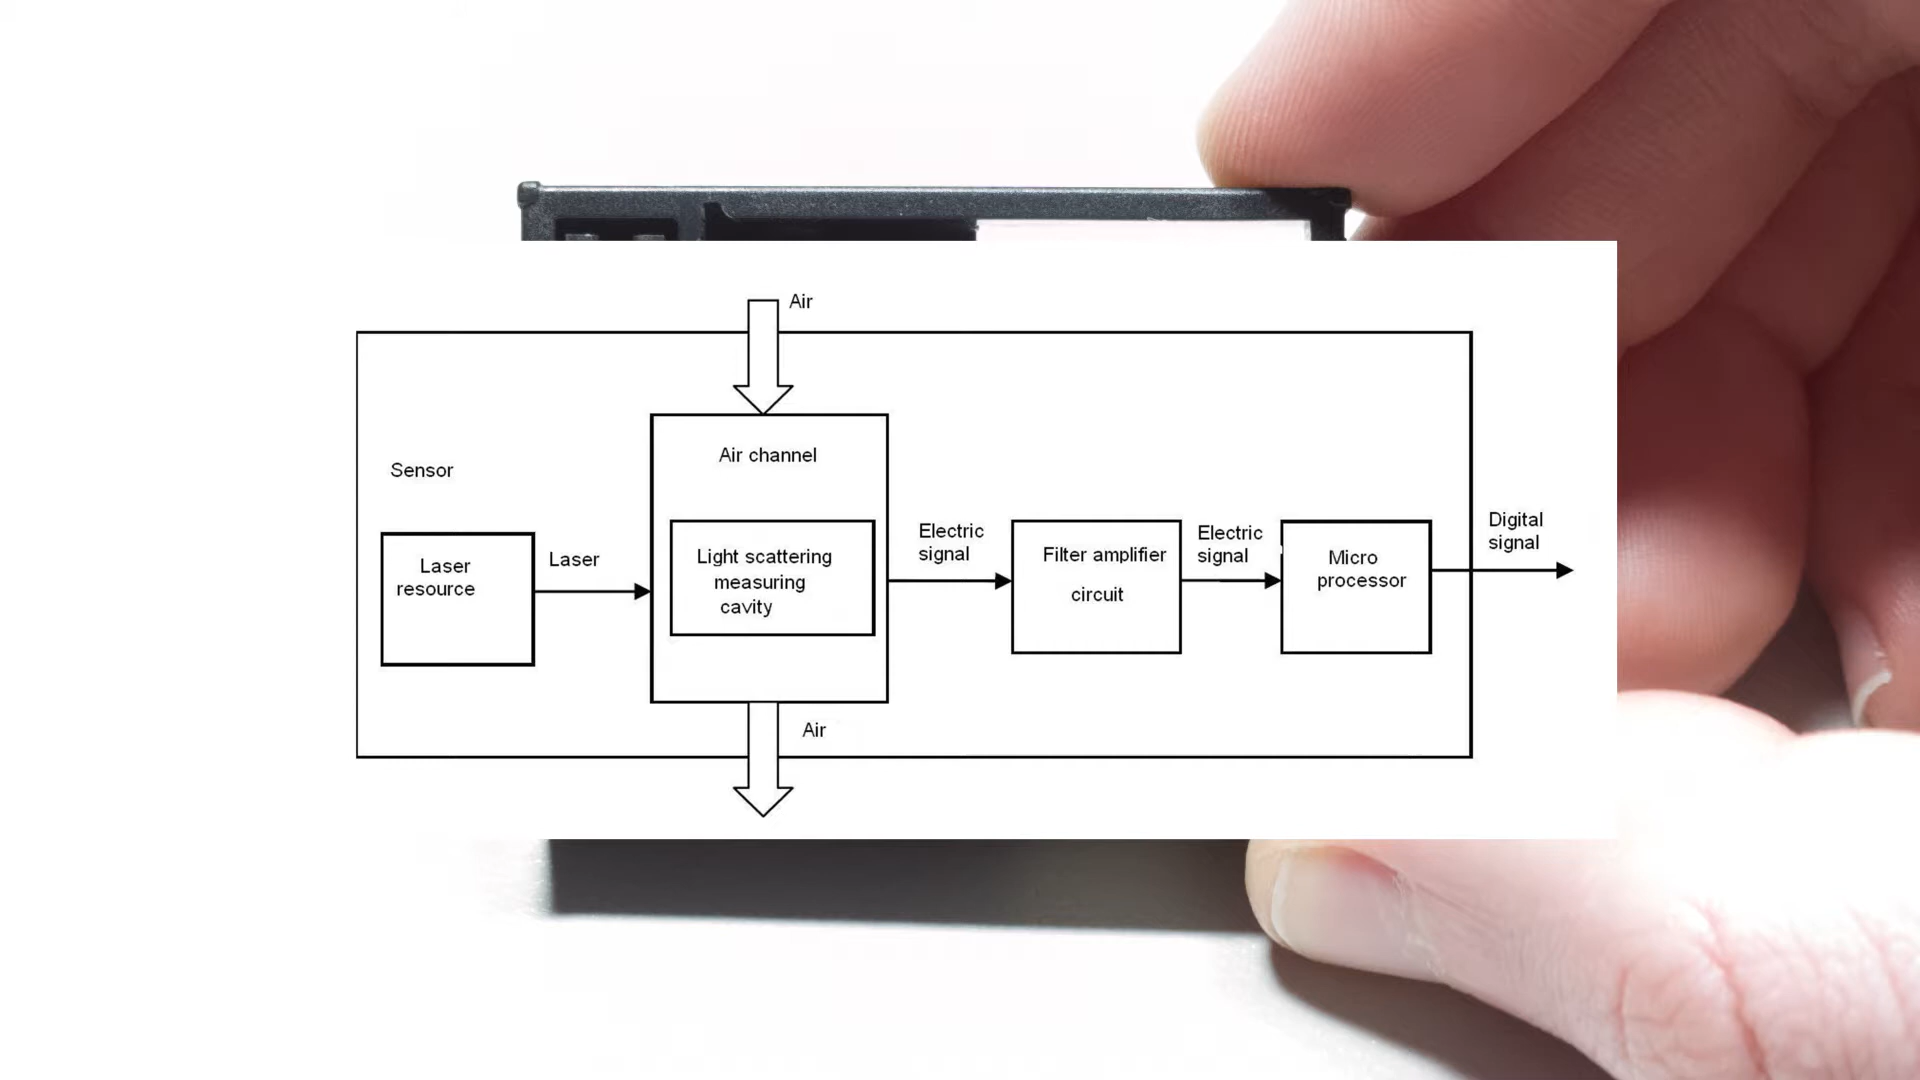 Air
Sensor
Air channel
Laser
resource
Laser
Light scattering
measuring
cavity
Electric
signal
Filter amplifier
circuit
Electric
signal
Micro
processor
Digital
signal
Air